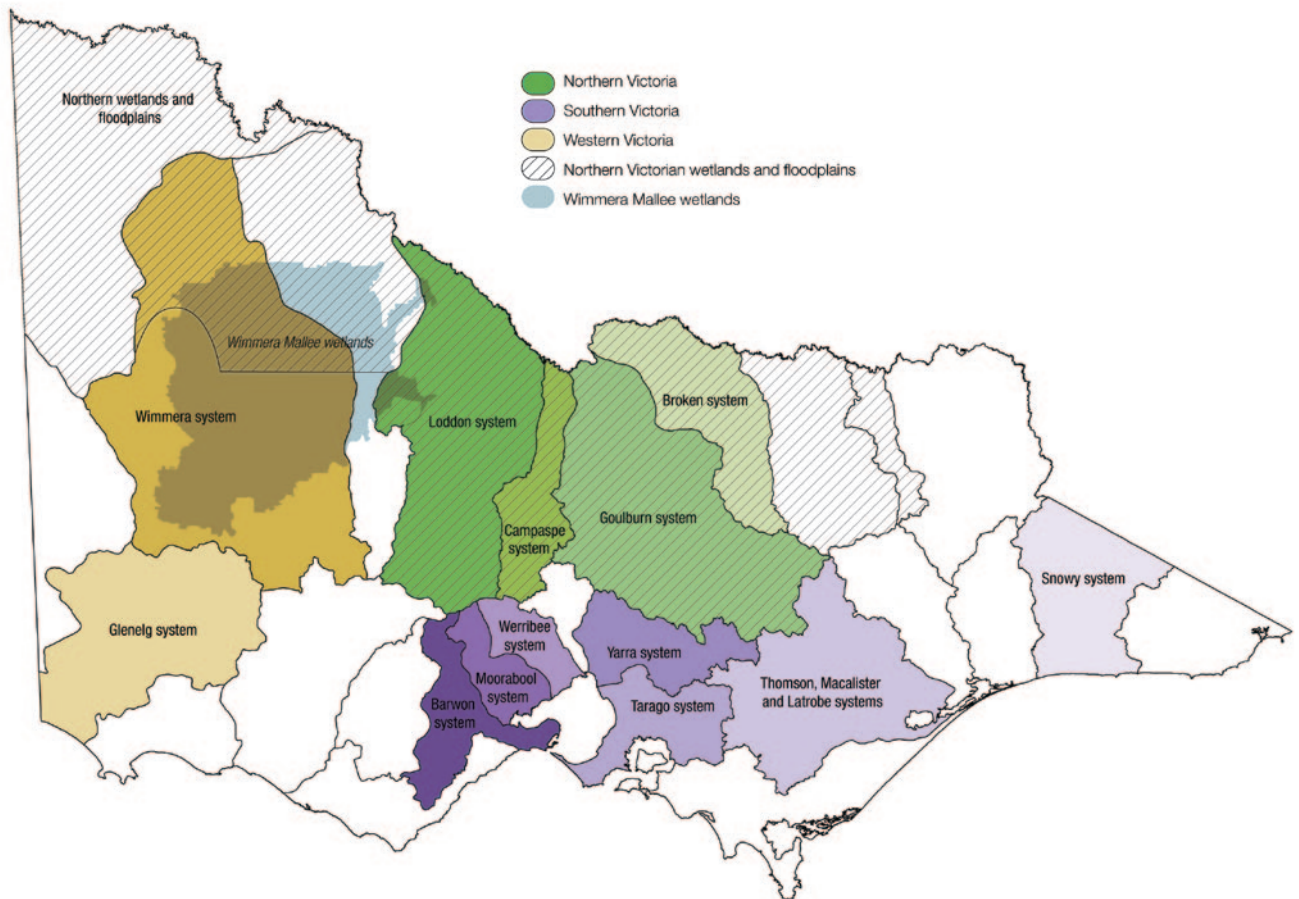 Northern Victoria
Southern Victoria
Western Victoria
Northern Victorian wetlands and floodplains
Wimmera Mallee wetlands
Northern wetlands and
floodplains
Wimmera Mallee wetlands
Wimmera system
Loddon system
Broken system
Campaspe
system
Goulburn system
Snowy system
Glenelg system
Werribee
system
Yarra system
Moorabool
system
Thomson, Macalister
and Latrobe systems
Barwon
system
Tarago system